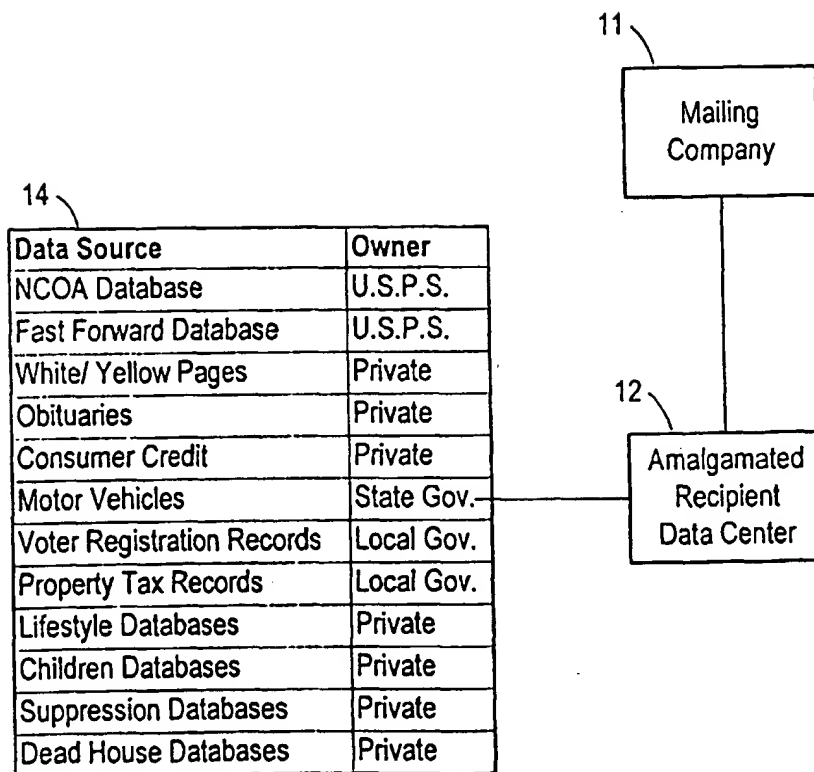 11
Mailing
Company
14
Data Source Owner
NCOA Database U.S.P.S.
Fast Forward Database U.S.P.S.
White/ Yellow Pages Private
Obituaries Private
Consumer Credit Private
Motor Vehicles State Gov.
Voter Registration Records Local Gov.
Property Tax Records Local Gov.
Lifestyle Databases Private
Children Databases Private
Suppression Databases Private
Dead House Databases Private
12
Amalgamated
Recipient
Data Center